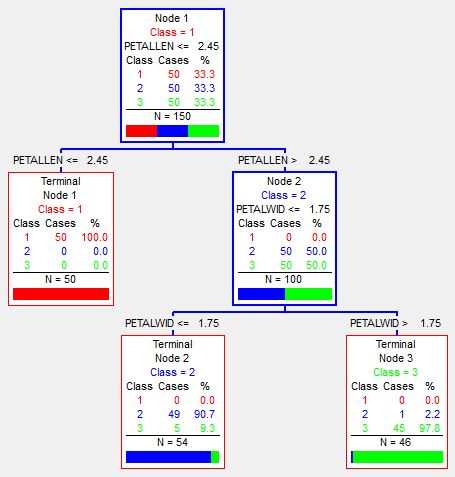 Node 1
Class = 1
PETALLEN <= 2.45
Class Cases %
1 50 33.3
2 50 33.3
3 50 33.3
N = 150
PETALLEN <= 2.45
PETALLEN > 2.45
Terminal
Node 1
Class = 1
Class Cases %
1 50 100.0
2 0 0.0
3 0 0.0
N = 50
Node 2
Class = 2
PETALWID <= 1.75
Class Cases %
1 0 0.0
2 50 50.0
3 50 50.0
N = 100
PETALWID <= 1.75
PETALWID > 1.75
Terminal
Node 2
Class = 2
Class Cases %
1 0 0.0
2 49 90.7
3 5 9.3
N = 54
Terminal
Node 3
Class = 3
Class Cases %
1 0 0.0
2 1 2.2
3 45 97.8
N = 46